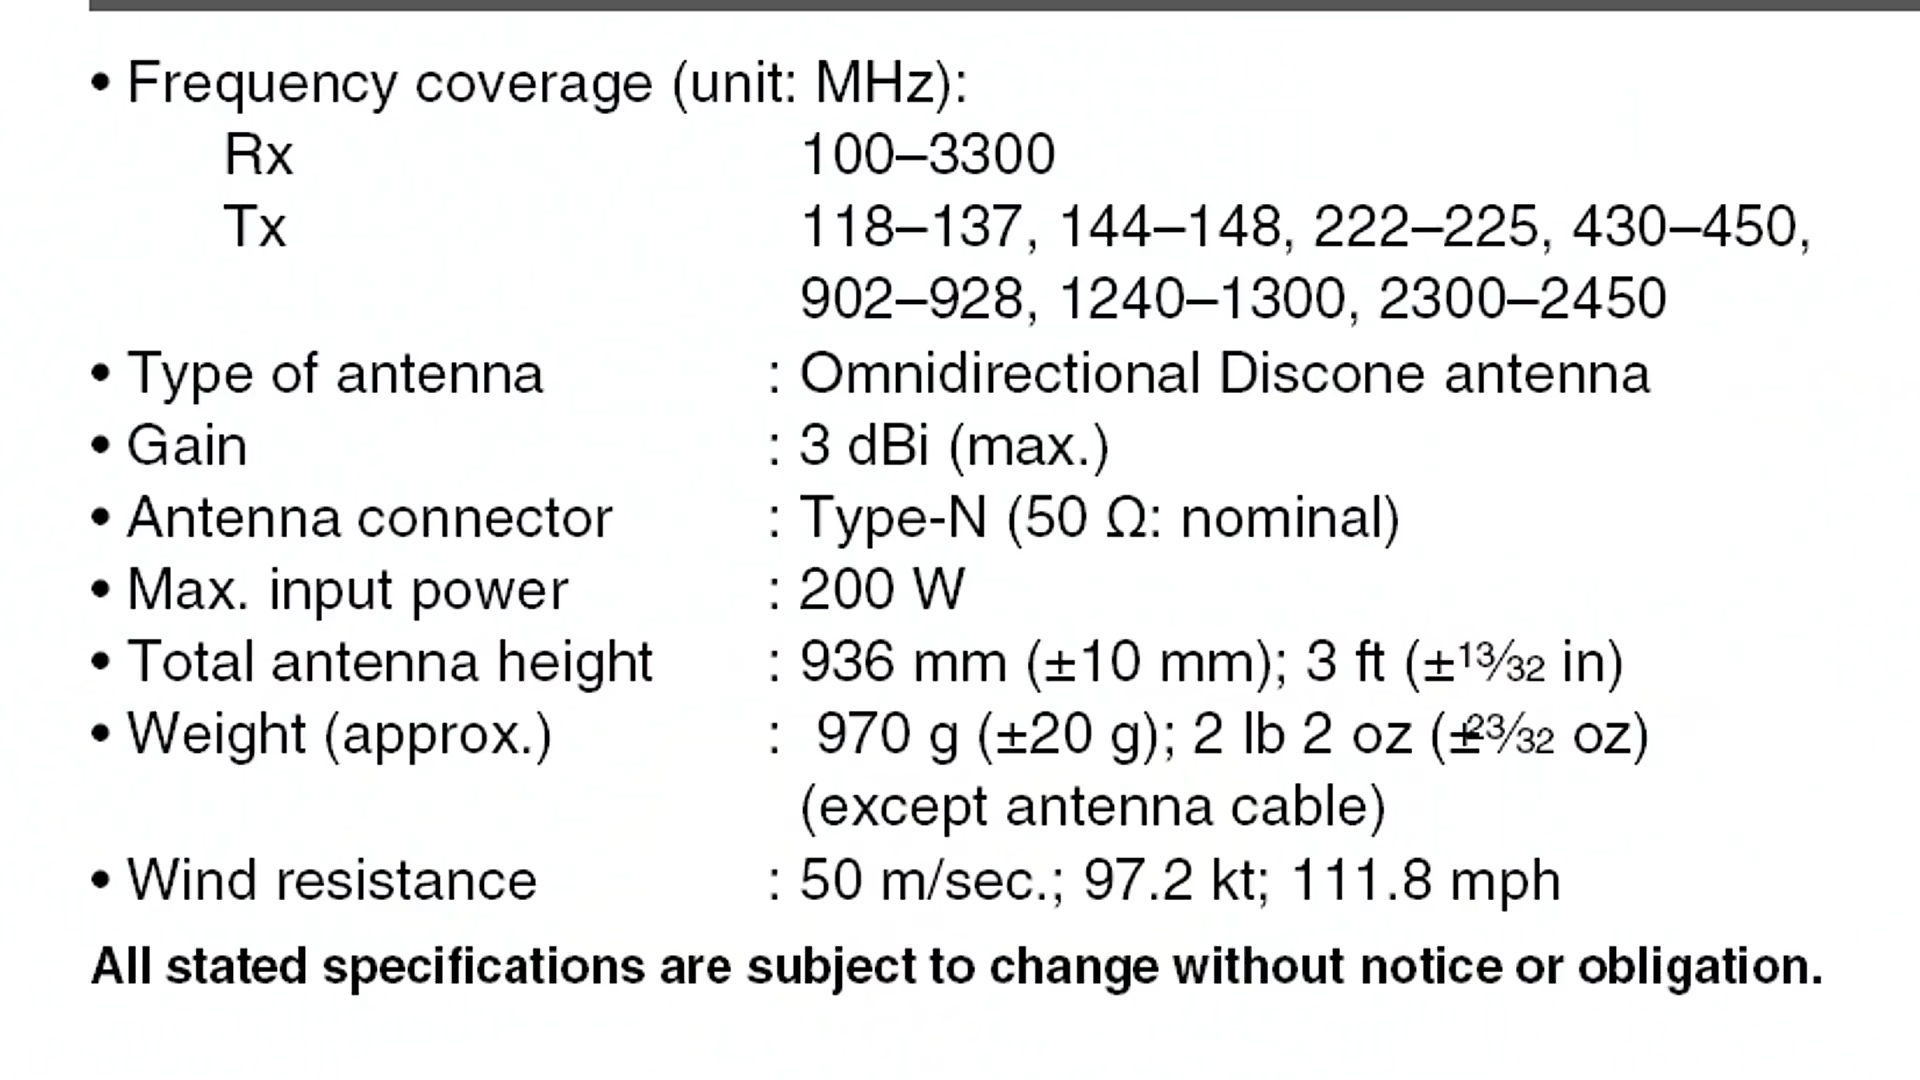 • Frequency coverage (unit: MHz):
Rx 100–3300
Tx 118–137, 144–148, 222–225, 430–450,
902–928, 1240–1300, 2300–2450
• Type of antenna : Omnidirectional Discone antenna
• Gain : 3 dBi (max.)
• Antenna connector : Type-N (50 Ω: nominal)
• Max. input power : 200 W
• Total antenna height : 936 mm (±10 mm); 3 ft (±13⁄32 in)
• Weight (approx.) : 970 g (±20 g); 2 lb 2 oz (±23⁄32 oz)
(except antenna cable)
• Wind resistance : 50 m/sec.; 97.2 kt; 111.8 mph
All stated specifications are subject to change without notice or obligation.